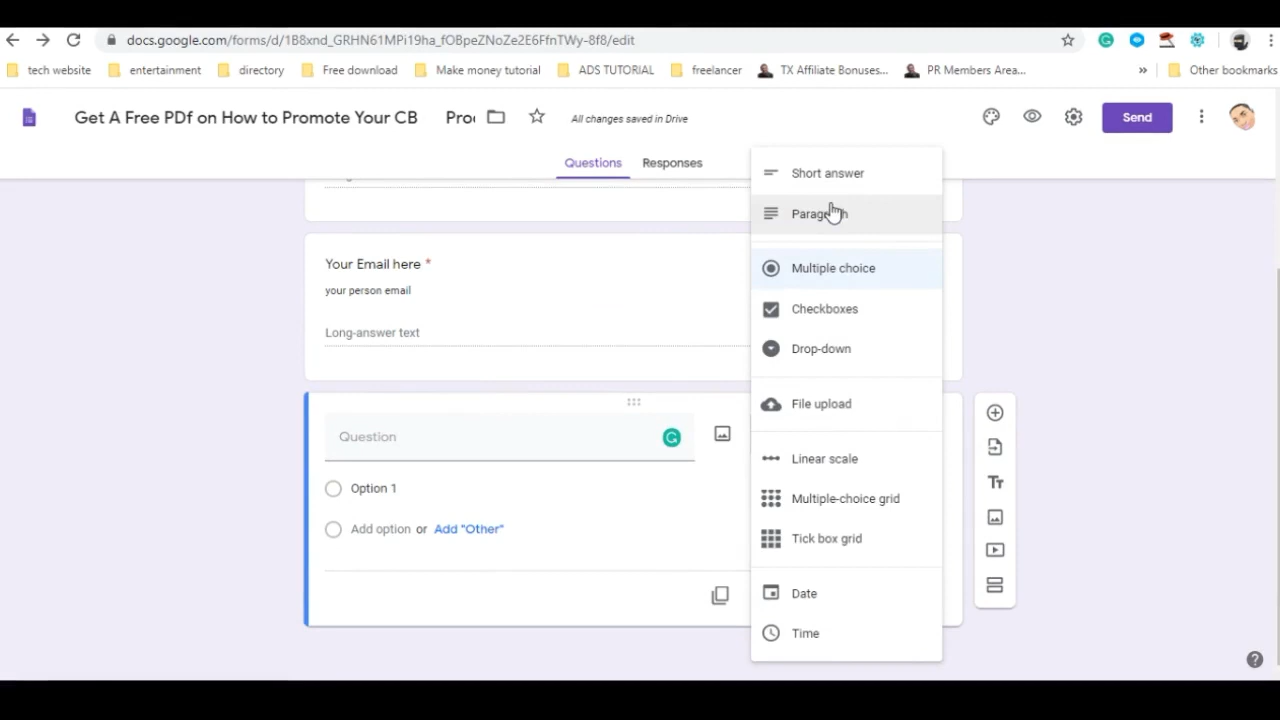 docs.google.com/forms/d/1B8xnd_GRHN61MPi19ha_fOBpeZNoZe2E6FfnTWy-8f8/edit
tech website entertainment directory Free download Make money tutorial ADS TUTORIAL freelancer TX Affiliate Bonuses... PR Members Area... » Other bookmarks
Get A Free PDf on How to Promote Your CB Pro All changes saved in Drive Send
Questions Responses
Short answer
Paragraph
Your Email here *
your person email
Long-answer text
Multiple choice
Checkboxes
Drop-down
File upload
Question
Option 1
Add option or Add "Other"
Linear scale
Multiple-choice grid
Tick box grid
Date
Time